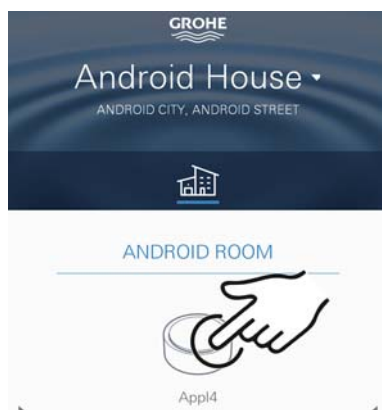 GROHE
Android House
ANDROID CITY, ANDROID STREET
ANDROID ROOM
Appl4